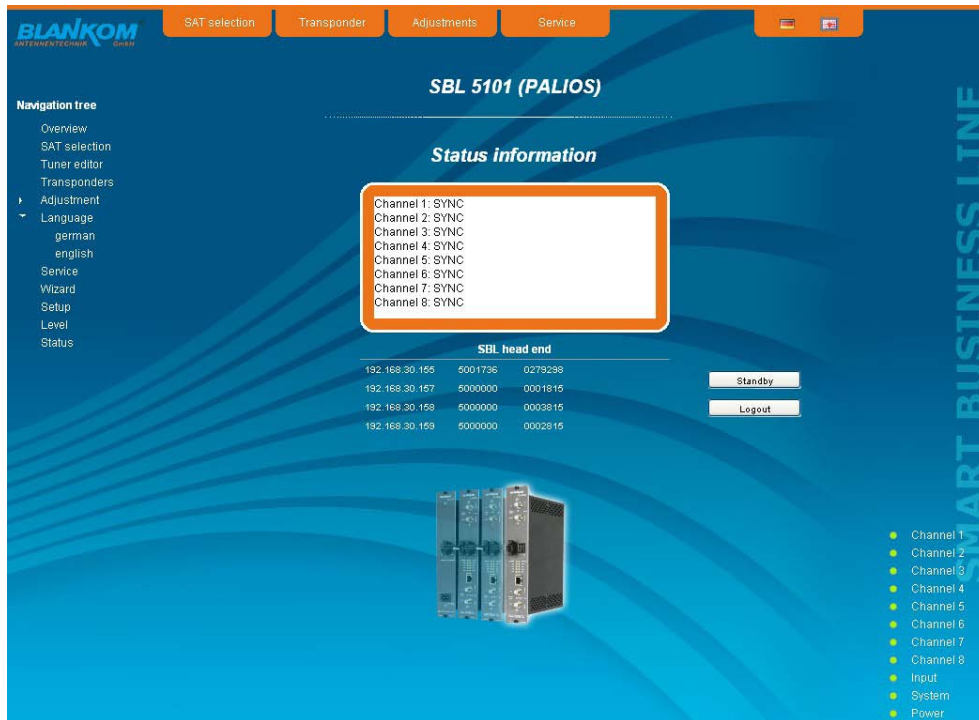 BLANKOM
ANTENNENTECHNIK GmbH
SAT selection
Transponder
Adjustments
Service
SBL 5101 (PALIOS)
Navigation tree
Overview
SAT selection
Tuner editor
Transponders
Adjustment
Language
german
english
Service
Wizard
Setup
Level
Status
Status information
Channel 1: SYNC
Channel 2: SYNC
Channel 3: SYNC
Channel 4: SYNC
Channel 5: SYNC
Channel 6: SYNC
Channel 7: SYNC
Channel 8: SYNC
SBL head end
192.168.30.155 5001736 0279298
192.168.30.157 5000000 0001815
192.168.30.158 5000000 0003815
192.168.30.159 5000000 0002815
Standby
Logout
SMART BUSINESS LINE
Channel 1
Channel 2
Channel 3
Channel 4
Channel 5
Channel 6
Channel 7
Channel 8
Input
System
Power